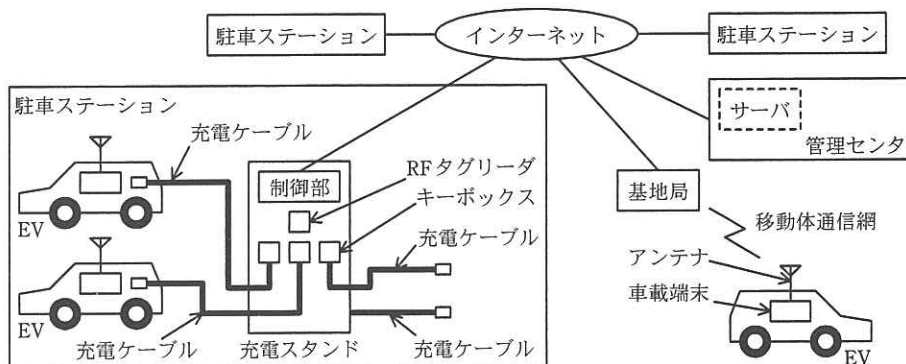 駐車ステーション
インターネット
駐車ステーション
駐車ステーション
充電ケーブル
EV
EV
充電ケーブル
制御部
RFタグリーダ
キーボックス
充電ケーブル
充電スタンド
充電ケーブル
サーバ
管理センタ
基地局
移動体通信網
アンテナ
車載端末
EV